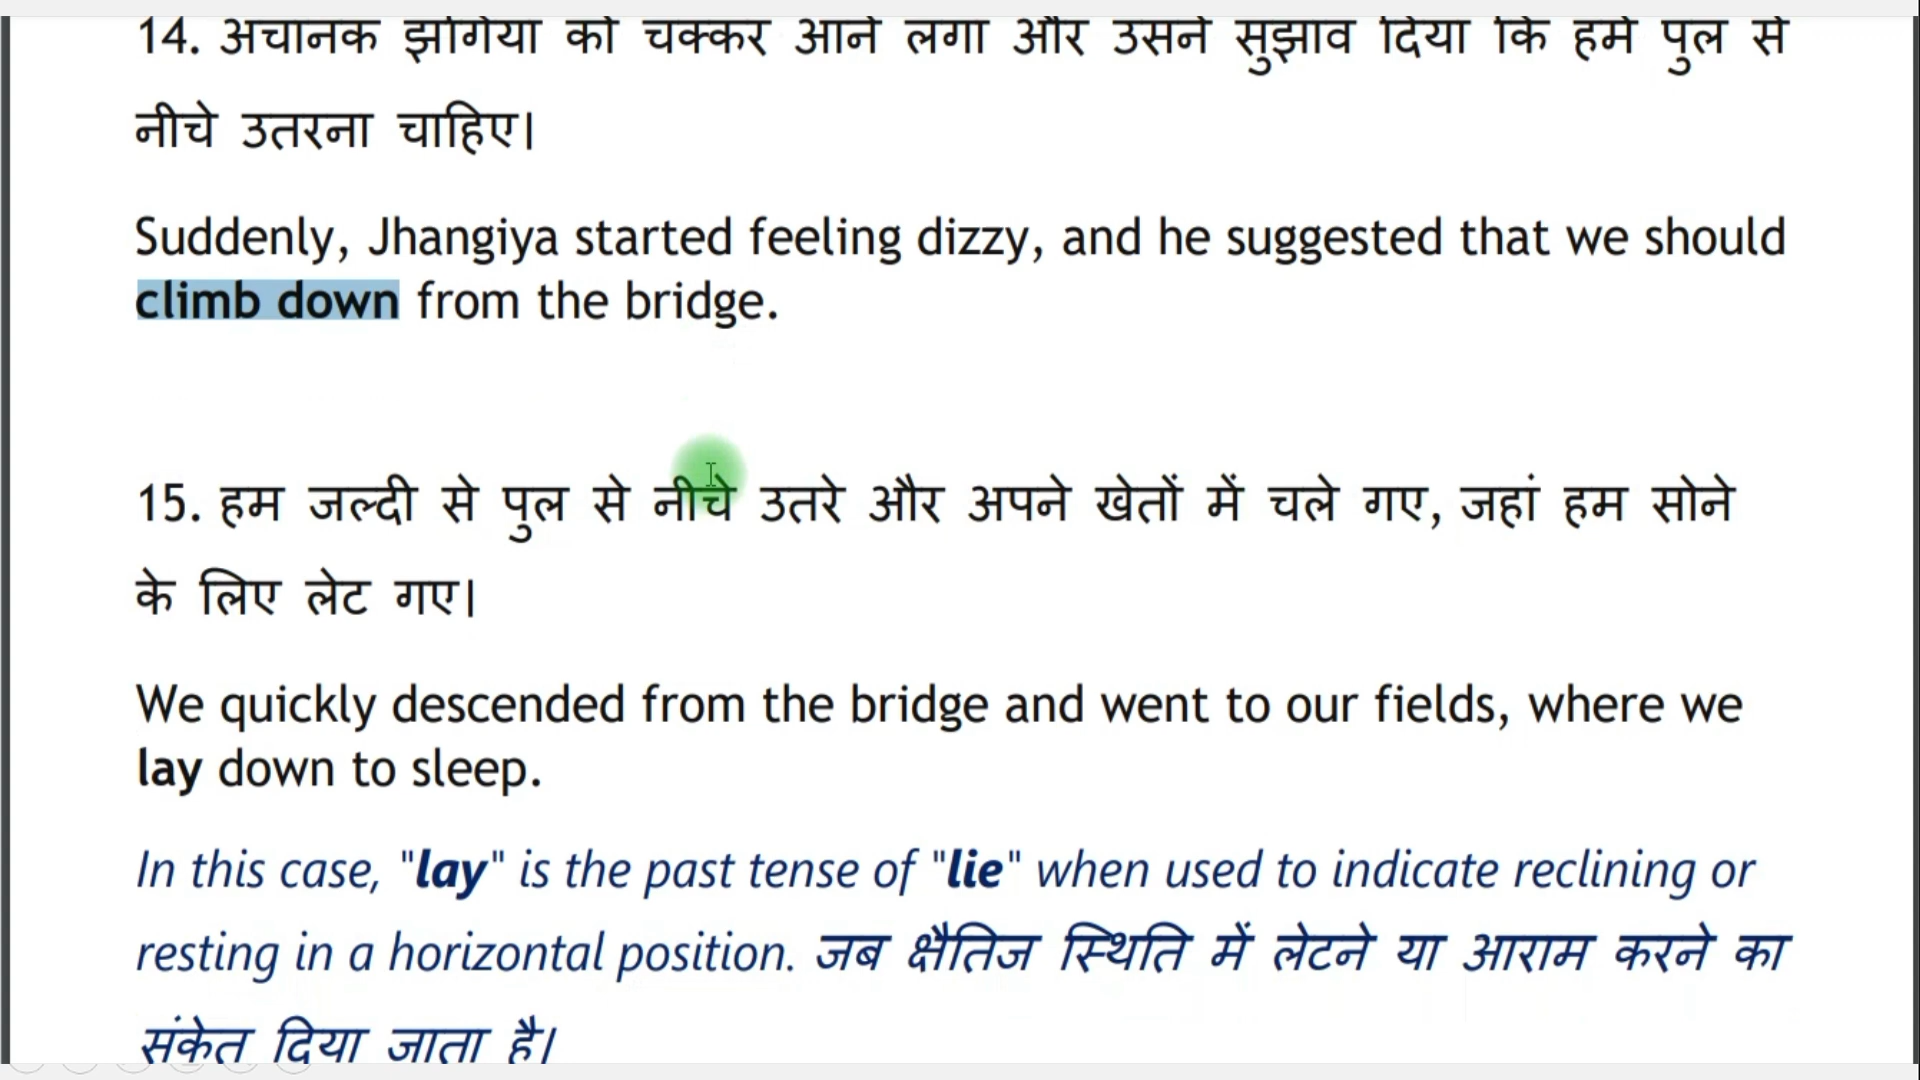 14. अचानक झांगिया को चक्कर आने लगा और उसने सुझाव दिया कि हमें पुल से
नीचे उतरना चाहिए।
Suddenly, Jhangiya started feeling dizzy, and he suggested that we should
climb down from the bridge.
15. हम जल्दी से पुल से नीचे उतरे और अपने खेतों में चले गए, जहां हम सोने
के लिए लेट गए।
We quickly descended from the bridge and went to our fields, where we
lay down to sleep.
In this case, "lay" is the past tense of "lie" when used to indicate reclining or
resting in a horizontal position. जब क्षैतिज स्थिति में लेटने या आराम करने का
संकेत दिया जाता है।